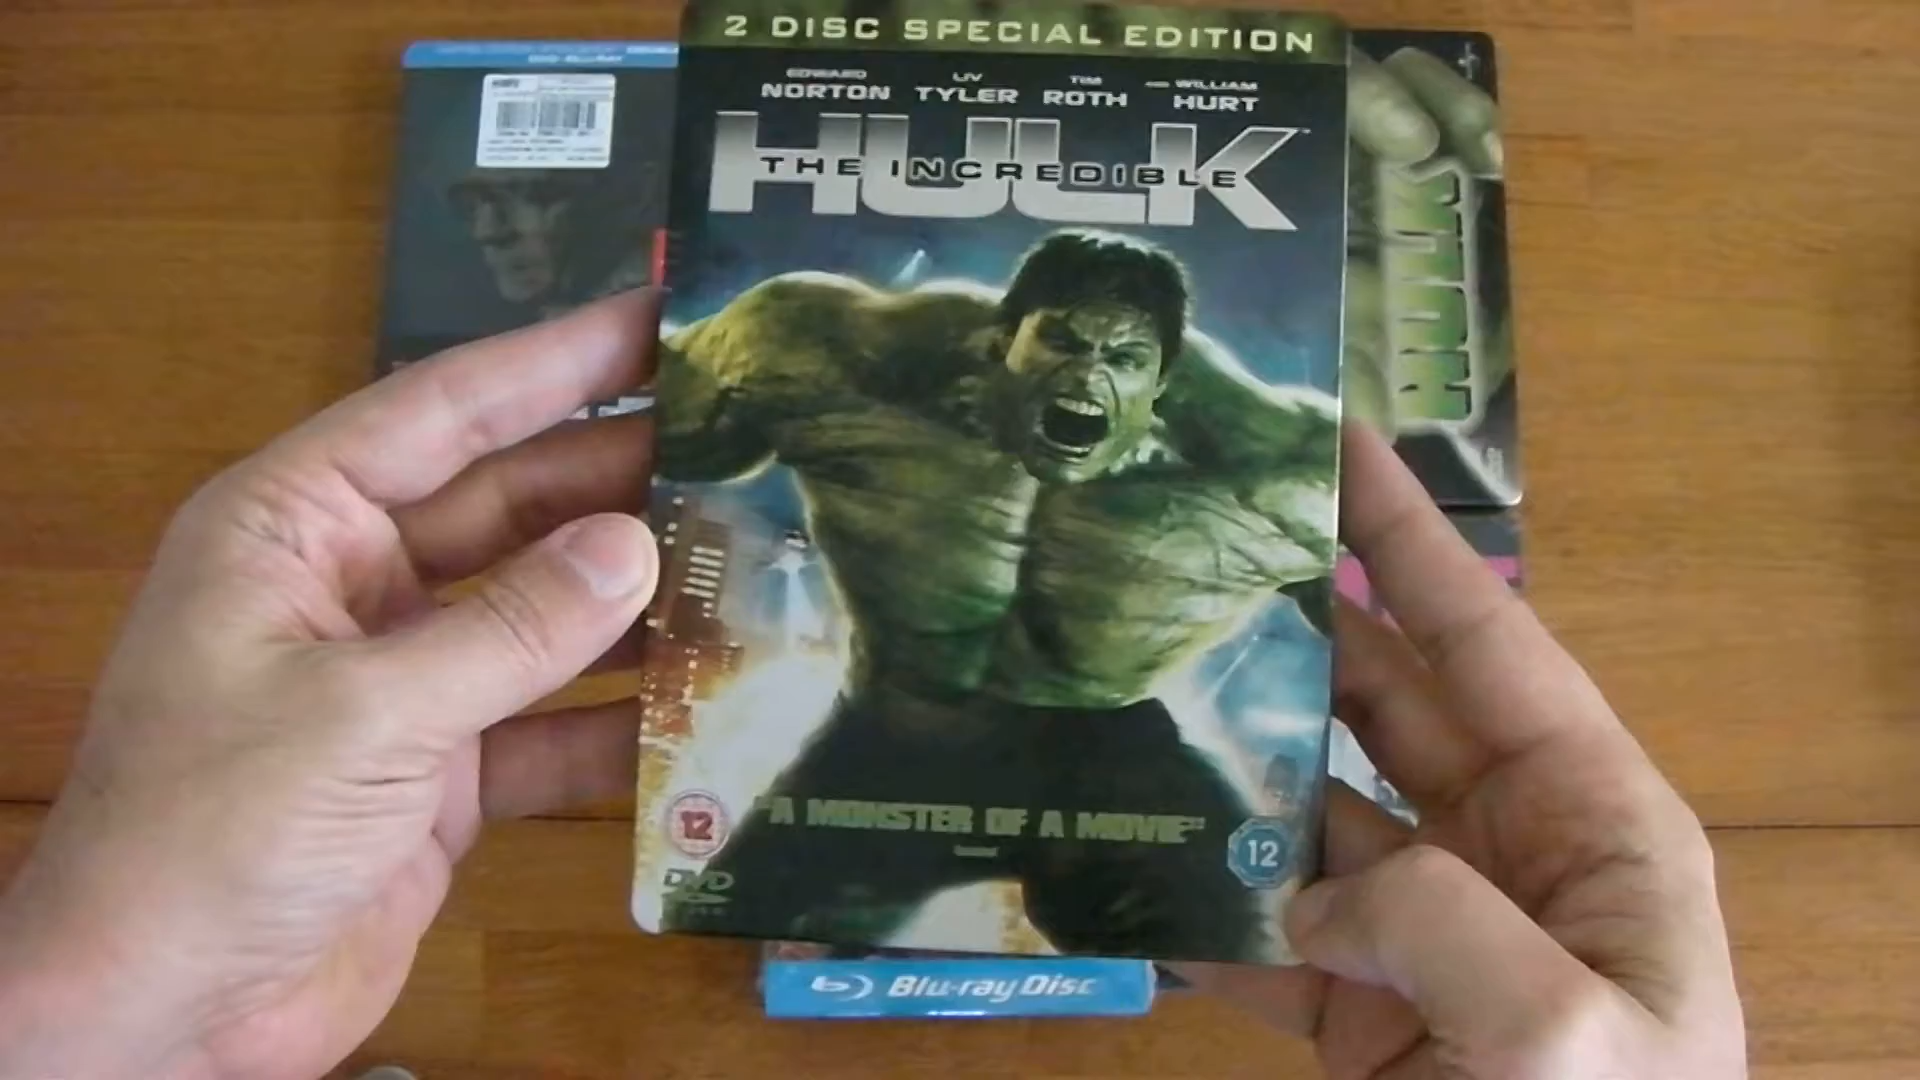 2 DISC SPECIAL EDITION
EDWARD NORTON
LIV TYLER
TIM ROTH
AND WILLIAM HURT
THE INCREDIBLE
HULK
HULK
"A MONSTER OF A MOVIE"
12
12
DVD
Blu-ray Disc